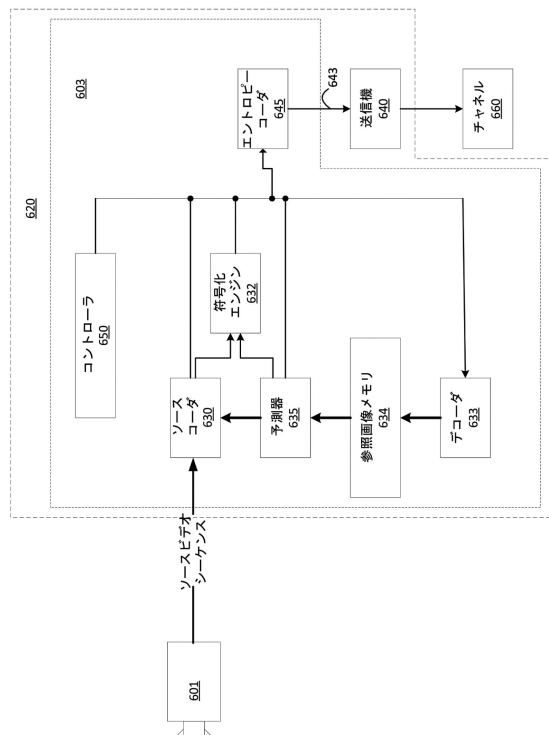 620
603
コントローラ
650
ソース
コーダ
630
符号化
エンジン
632
予測器
635
参照画像メモリ
634
デコーダ
633
エントロピー
コーダ
645
643
送信機
640
チャネル
660
ソースビデオ
シーケンス
601